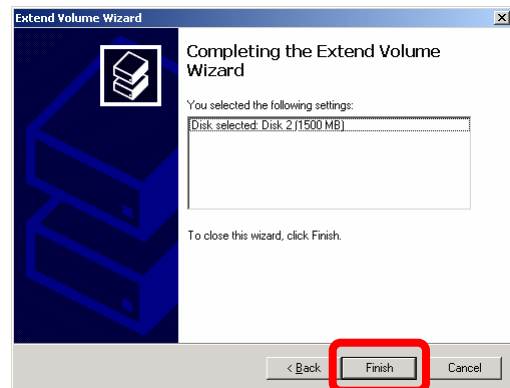 Extend Volume Wizard
Completing the Extend Volume
Wizard
You selected the following settings:
Disk selected: Disk 2 (1500 MB)
To close this wizard, click Finish.
< Back
Finish
Cancel